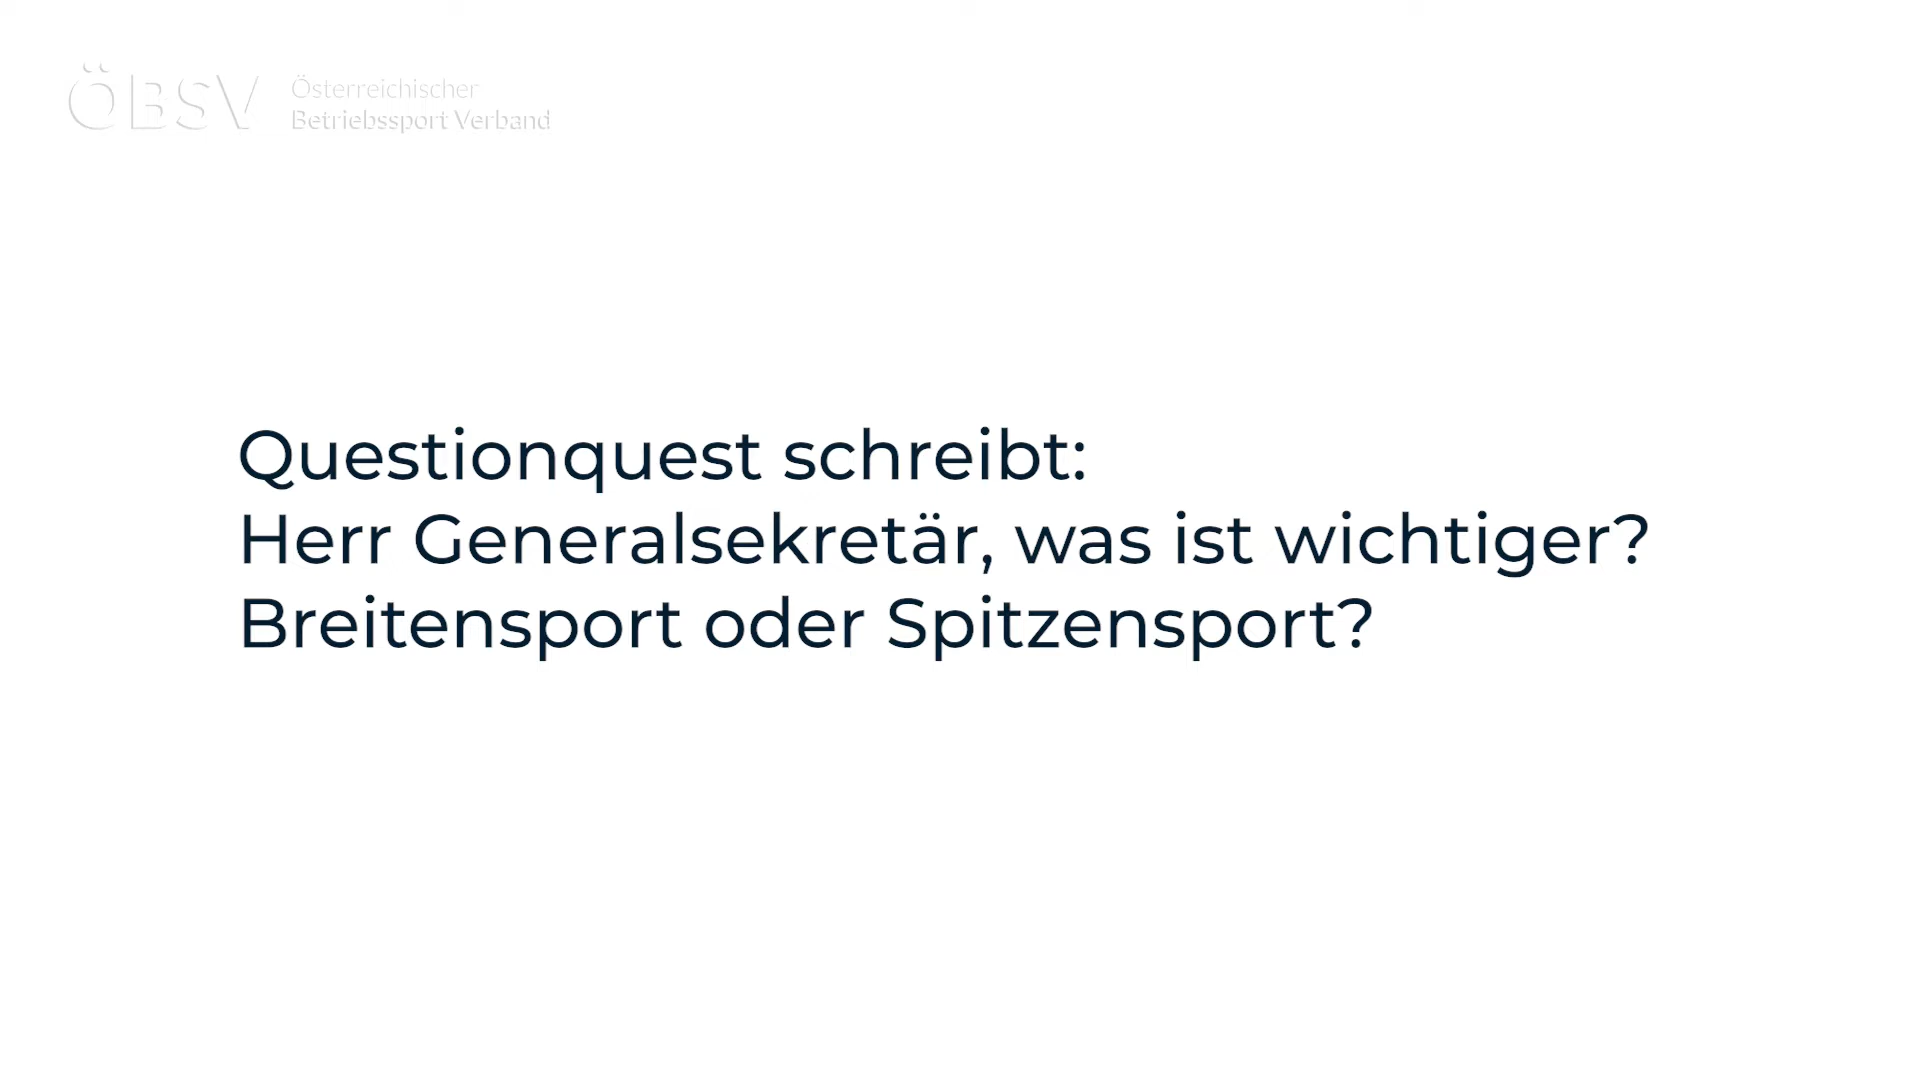 ÖBSV
Österreichischer
Betriebssport Verband
Questionquest schreibt:
Herr Generalsekretär, was ist wichtiger?
Breitensport oder Spitzensport?